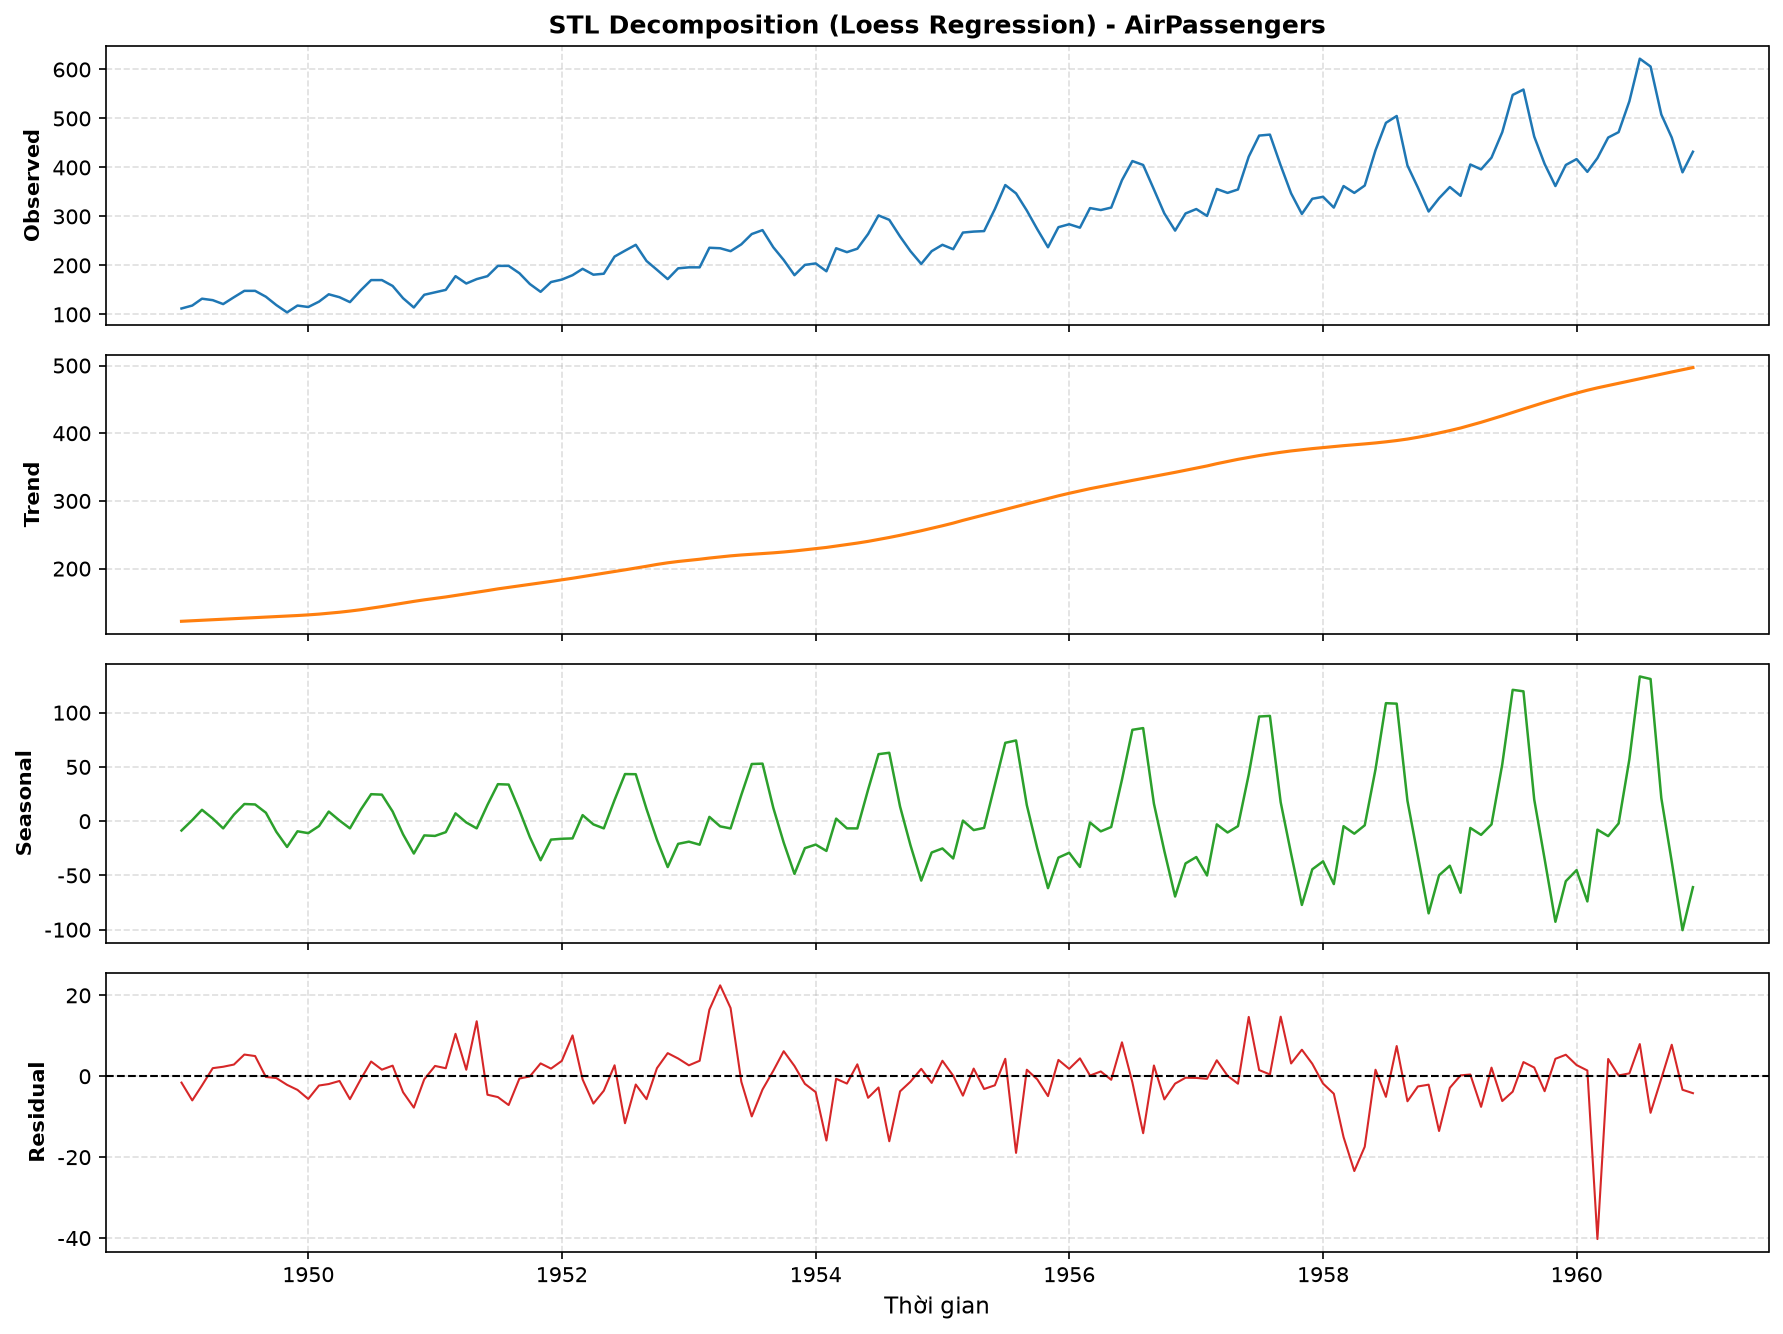 STL Decomposition (Loess Regression) - AirPassengers
Observed
600
500
400
300
200
100
Trend
500
400
300
200
Seasonal
100
50
0
-50
-100
Residual
20
0
-20
-40
1950 1952 1954 1956 1958 1960
Thời gian